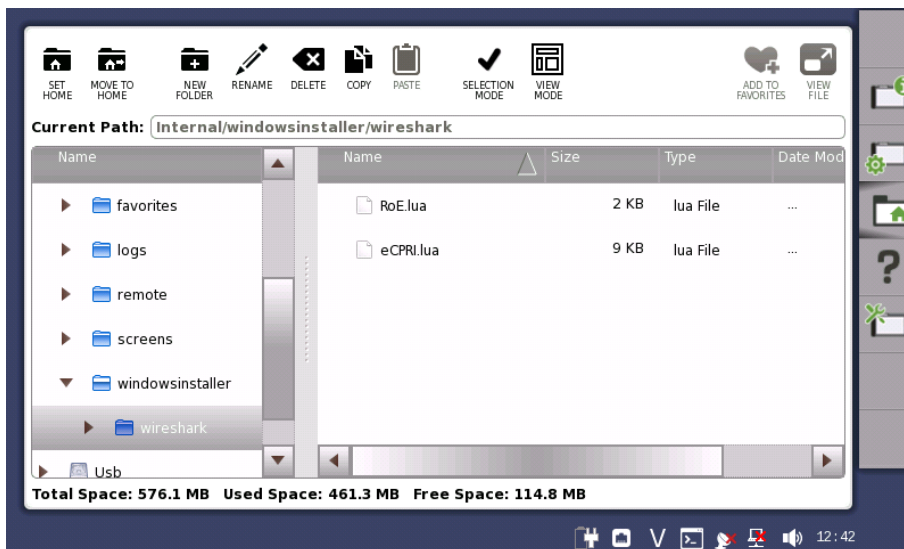 SET HOME
MOVE TO HOME
NEW FOLDER
RENAME
DELETE
COPY
PASTE
SELECTION MODE
VIEW MODE
ADD TO FAVORITES
VIEW FILE
Current Path: Internal/windowsinstaller/wireshark
Name
Name Size Type Date Mod
favorites
logs
remote
screens
windowsinstaller
wireshark
Usb
RoE.lua 2 KB lua File ...
eCPRI.lua 9 KB lua File ...
Total Space: 576.1 MB Used Space: 461.3 MB Free Space: 114.8 MB
V 12:42